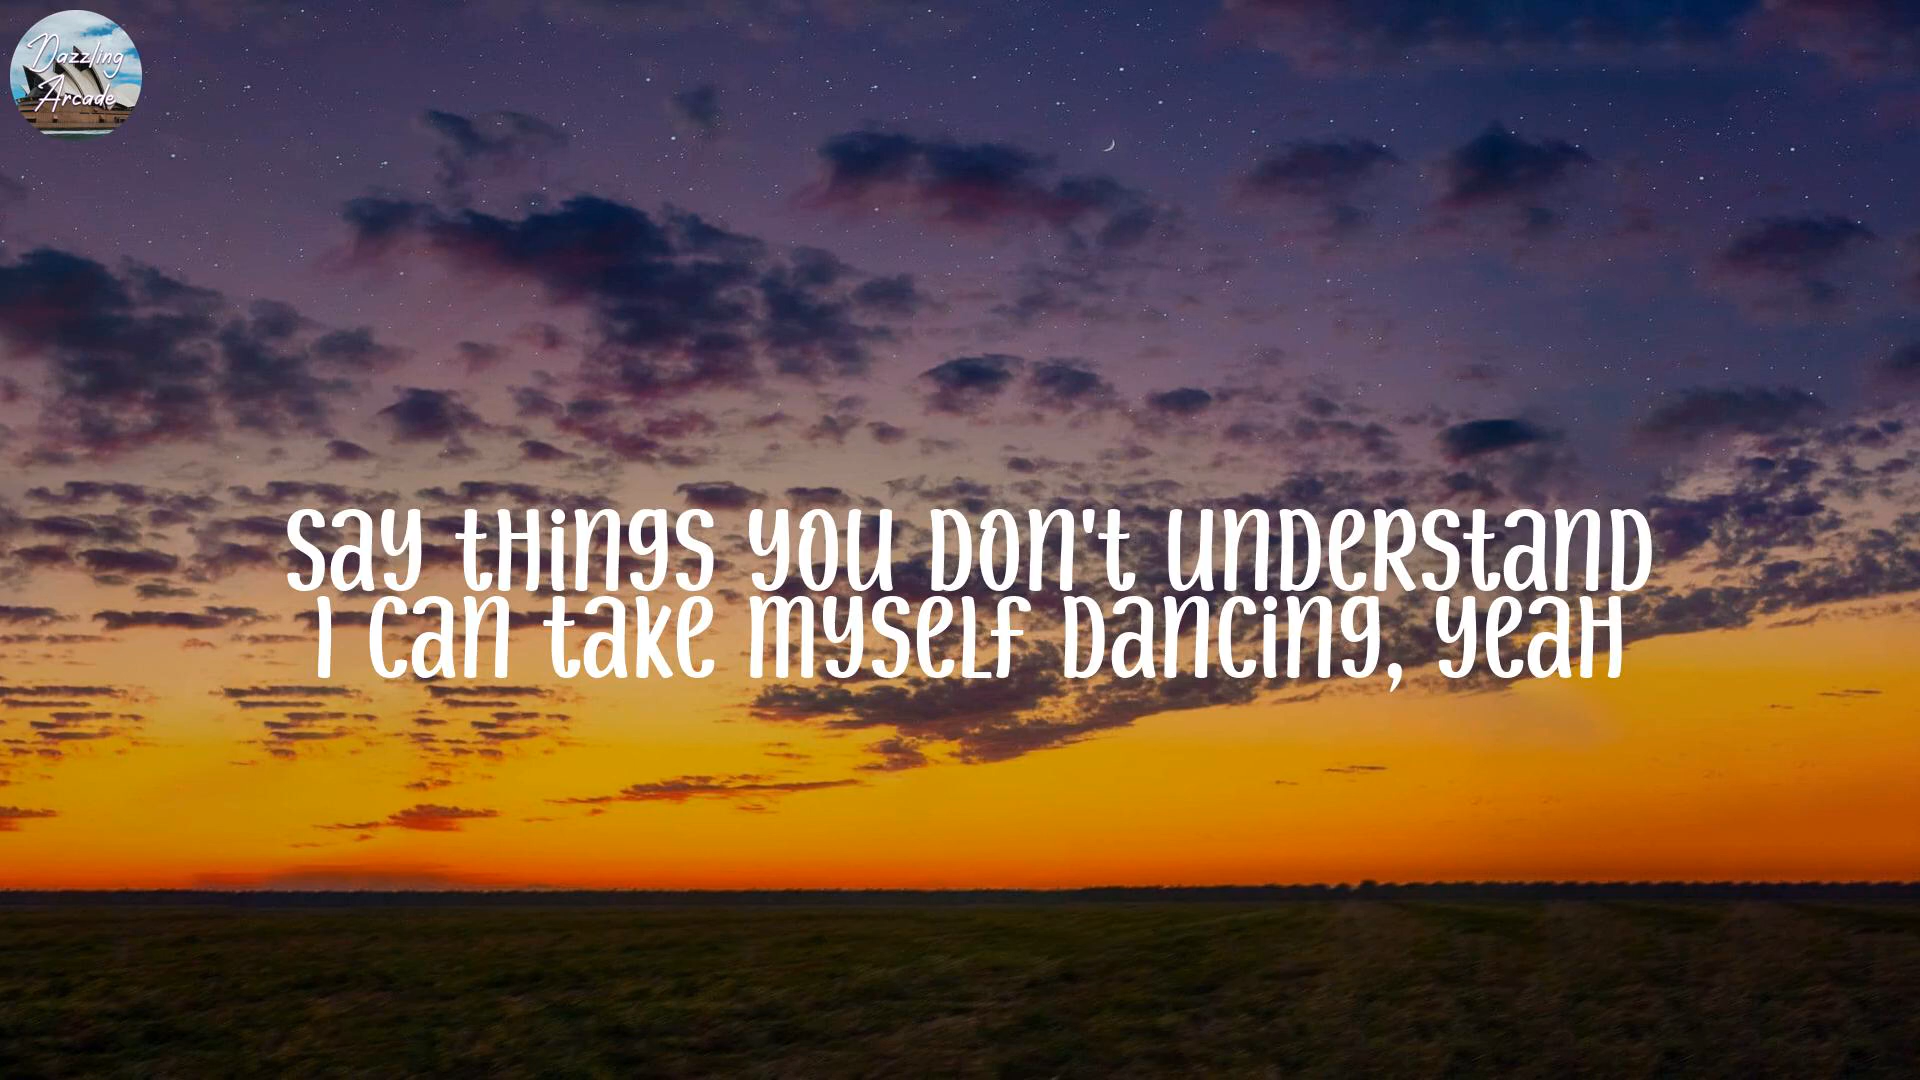 Dazzling
Arcade
say things you don't understand
I can take myself dancing, yeah